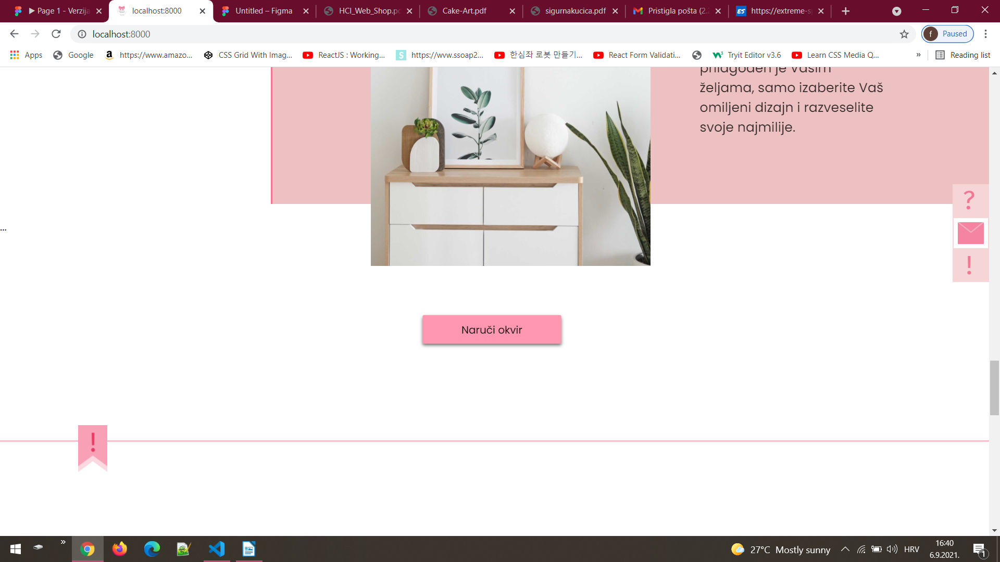 Page 1 - Verzija
localhost:8000
Untitled – Figma
HCI_Web_Shop.pd
Cake-Art.pdf
sigurnakucica.pdf
Pristigla pošta (2.2
https://extreme-s
localhost:8000
f Paused
Apps
Google
https://www.amazo...
CSS Grid With Imag...
ReactJS : Working...
https://wvw.ssoap2...
한심좌 로봇 만들기...
React Form Validati...
Tryit Editor v3.6
Learn CSS Media Q...
»
Reading list
prilagođen je Vašim
željama, samo izaberite Vaš
omiljeni dizajn i razveselite
svoje najmilije.
?
...
!
Naruči okvir
!
»
27°C Mostly sunny
HRV
16:40
6.9.2021.
1